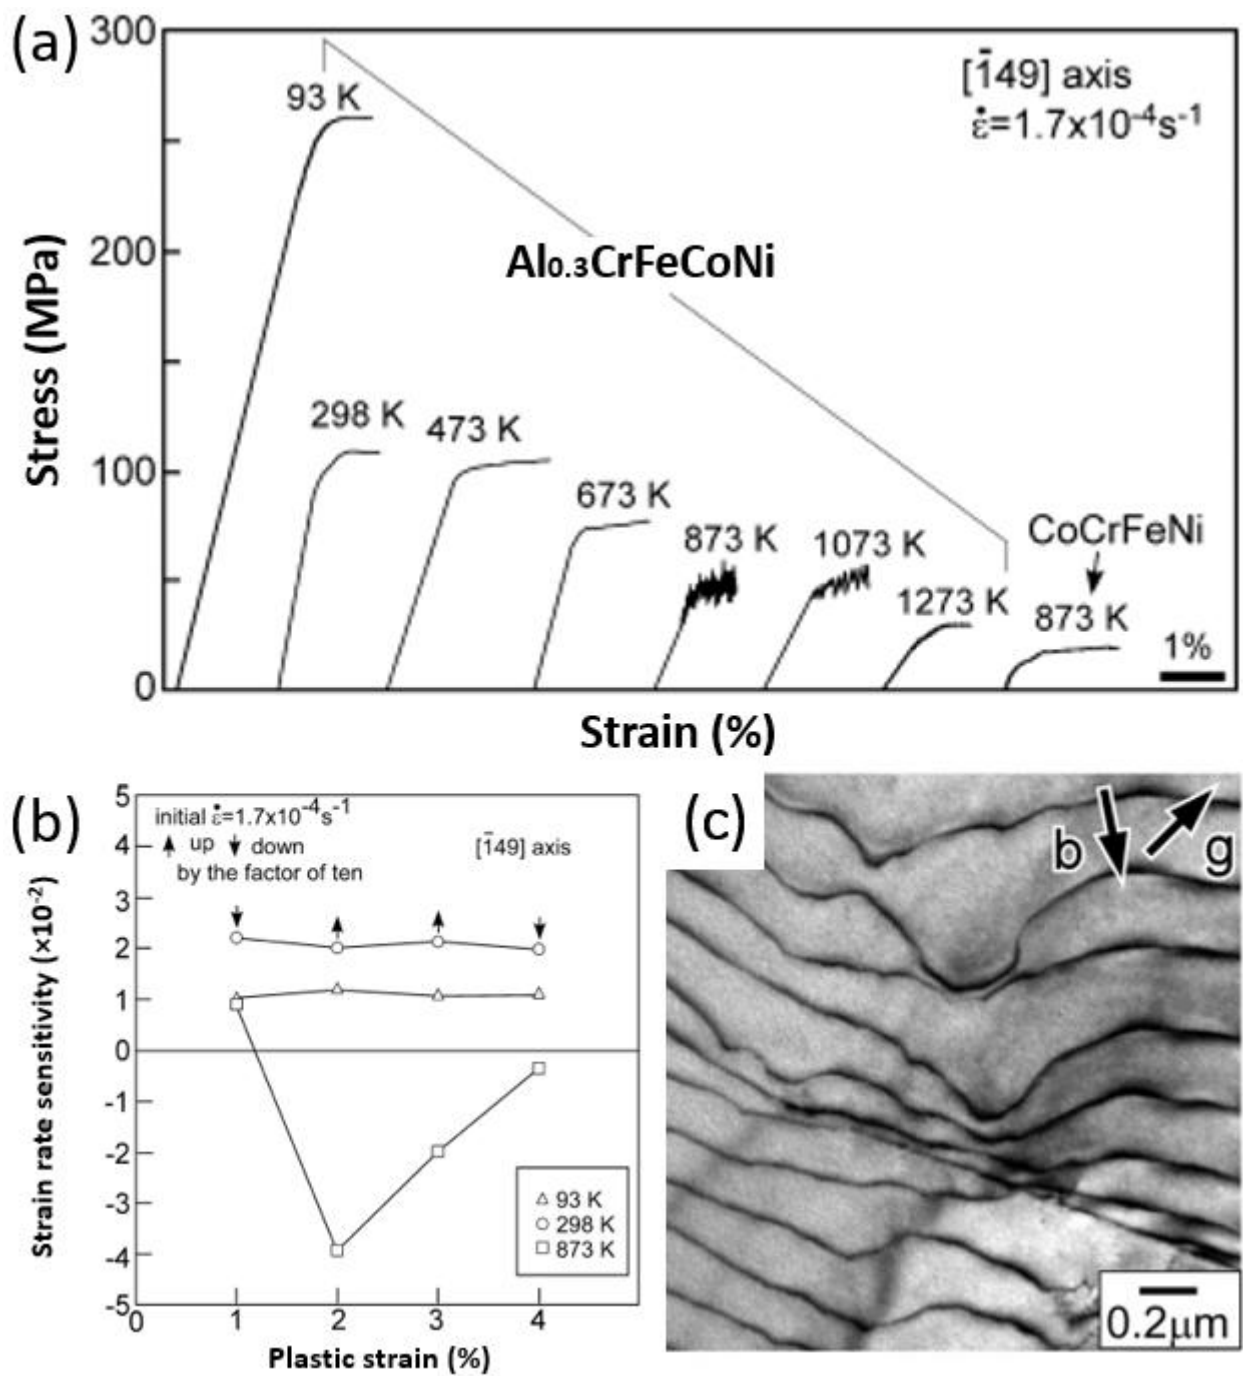 (a)
300
200
100
0
Stress (MPa)
[1̄49] axis
ε̇=1.7x10⁻⁴s⁻¹
93 K
Al₀.₃CrFeCoNi
298 K
473 K
673 K
873 K
1073 K
1273 K
CoCrFeNi
873 K
1%
Strain (%)
(b)
5
4
3
2
1
0
-1
-2
-3
-4
-5
Strain rate sensitivity (×10⁻²)
initial ε̇=1.7x10⁻⁴s⁻¹
up down
by the factor of ten
[1̄49] axis
93 K
298 K
873 K
0 1 2 3 4
Plastic strain (%)
(c)
b g
0.2μm